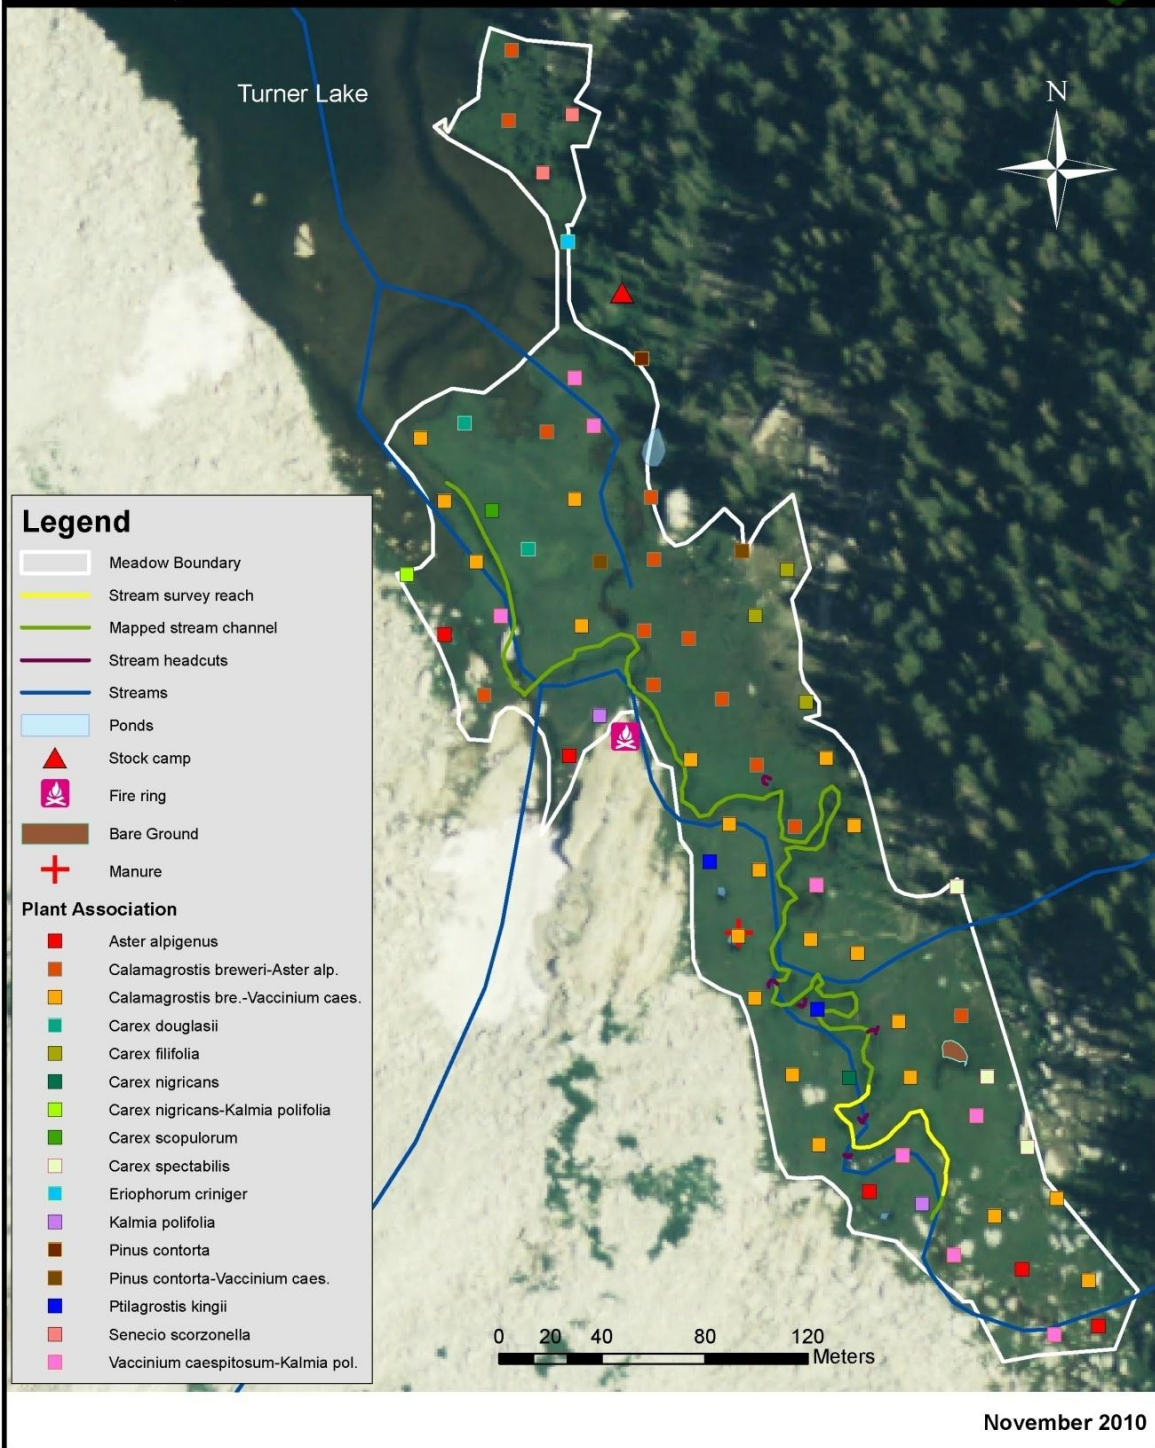 Turner Lake
N
Legend
Meadow Boundary
Stream survey reach
Mapped stream channel
Stream headcuts
Streams
Ponds
Stock camp
Fire ring
Bare Ground
Manure
Plant Association
Aster alpigenus
Calamagrostis breweri-Aster alp.
Calamagrostis bre.-Vaccinium caes.
Carex douglasii
Carex filifolia
Carex nigricans
Carex nigricans-Kalmia polifolia
Carex scopulorum
Carex spectabilis
Eriophorum criniger
Kalmia polifolia
Pinus contorta
Pinus contorta-Vaccinium caes.
Ptilagrostis kingii
Senecio scorzonella
Vaccinium caespitosum-Kalmia pol.
0 20 40 80 120
Meters
November 2010